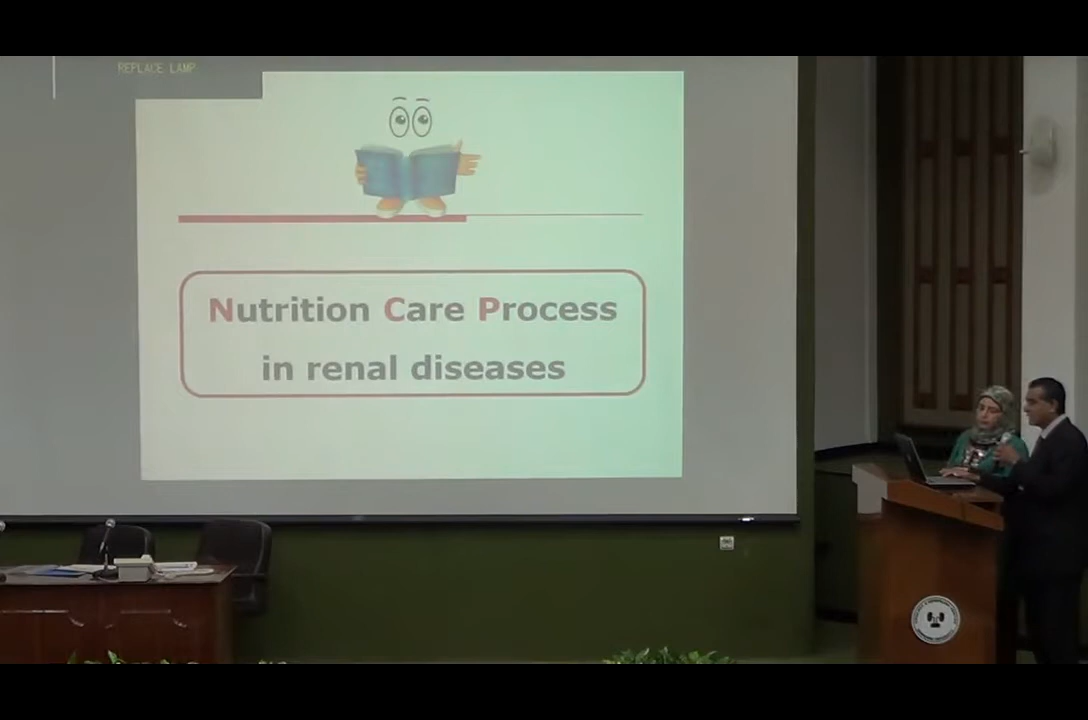 REPLACE LAMP
Nutrition Care Process
in renal diseases